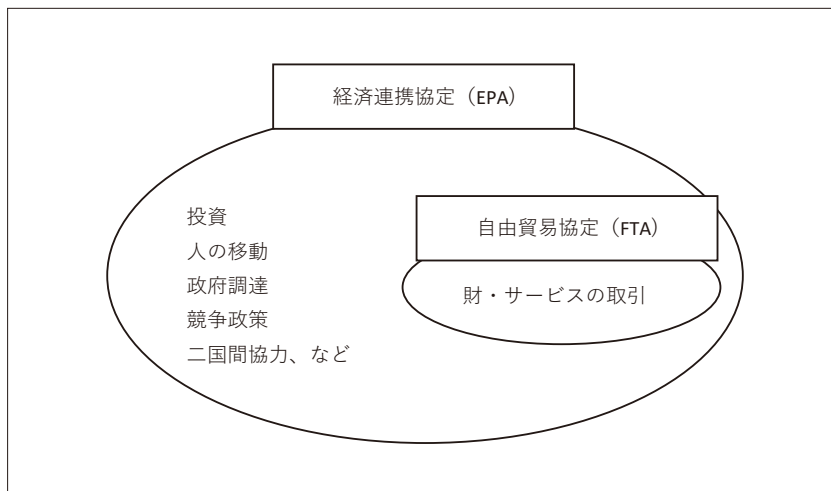 経済連携協定（EPA）
投資
人の移動
政府調達
競争政策
二国間協力、など
自由貿易協定（FTA）
財・サービスの取引